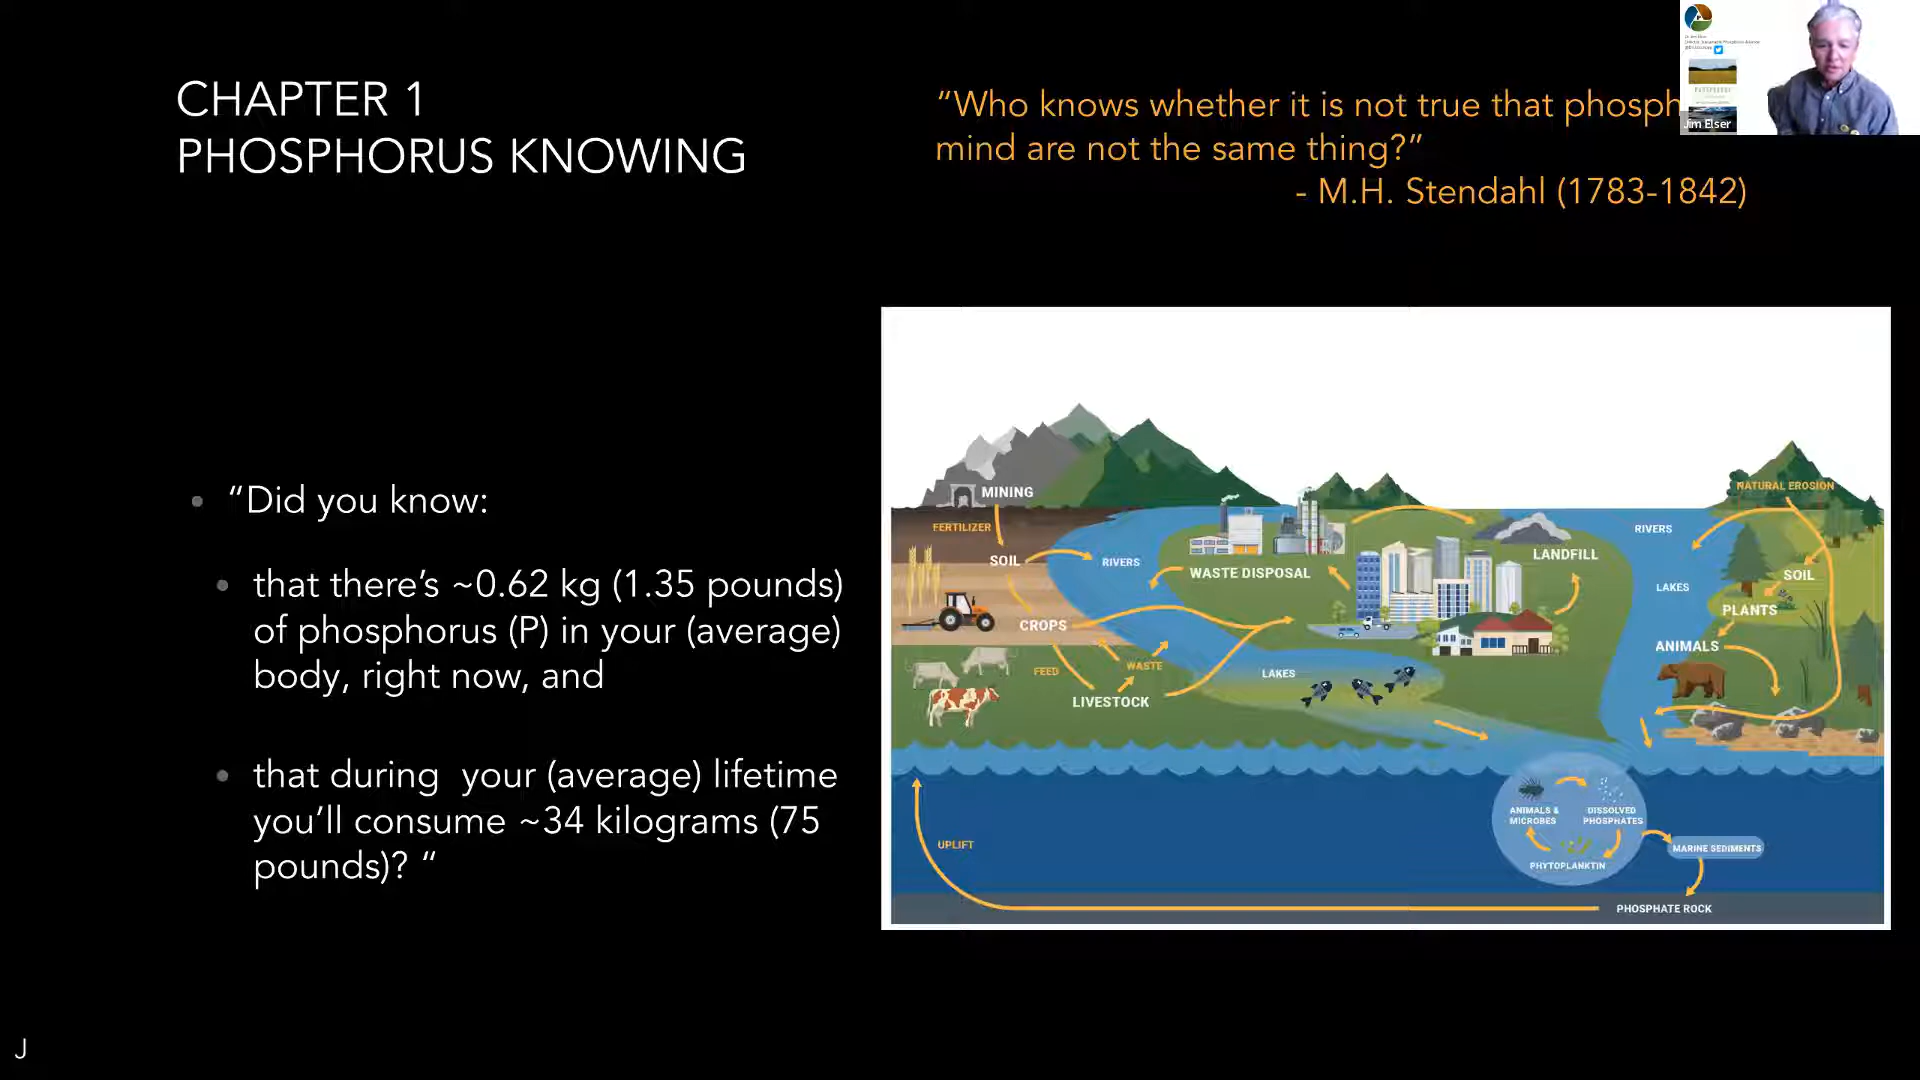 CHAPTER 1
PHOSPHORUS KNOWING
“Who knows whether it is not true that phosph
mind are not the same thing?”
- M.H. Stendahl (1783-1842)
Jim Elser
“Did you know:
that there’s ~0.62 kg (1.35 pounds)
of phosphorus (P) in your (average)
body, right now, and
that during your (average) lifetime
you’ll consume ~34 kilograms (75
pounds)? “
MINING
FERTILIZER
SOIL
RIVERS
CROPS
FEED
WASTE
LIVESTOCK
WASTE DISPOSAL
LANDFILL
LAKES
NATURAL EROSION
RIVERS
LAKES
SOIL
PLANTS
ANIMALS
ANIMALS &
MICROBES
DISSOLVED
PHOSPHATES
PHYTOPLANKTIN
MARINE SEDIMENTS
UPLIFT
PHOSPHATE ROCK
J